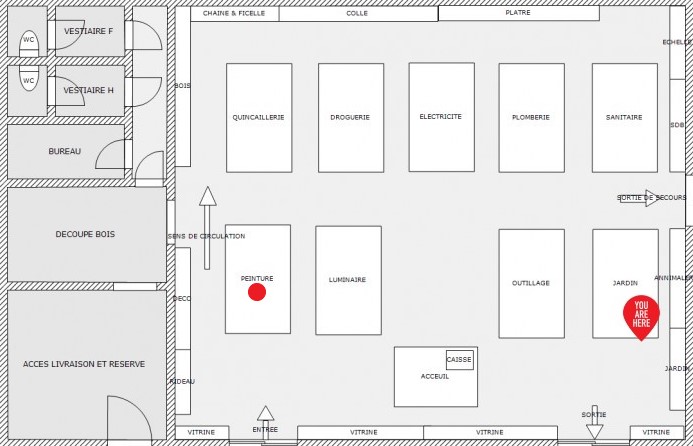 CHAINE & FICELLE
COLLE
PLATRE
WC
VESTIAIRE F
ECHELLE
WC
VESTIAIRE H
BOIS
QUINCAILLERIE
DROGUERIE
ELECTRICITE
PLOMBERIE
SANITAIRE
SDB
BUREAU
SORTIE DE SECOURS
DECOUPE BOIS
SENS DE CIRCULATION
PEINTURE
LUMINAIRE
OUTILLAGE
JARDIN
ANNIMALER
DECO
YOU
ARE
HERE
ACCES LIVRAISON ET RESERVE
CAISSE
JARDIN
RIDEAU
ACCEUIL
SORTIE
VITRINE
ENTREE
VITRINE
VITRINE
VITRINE